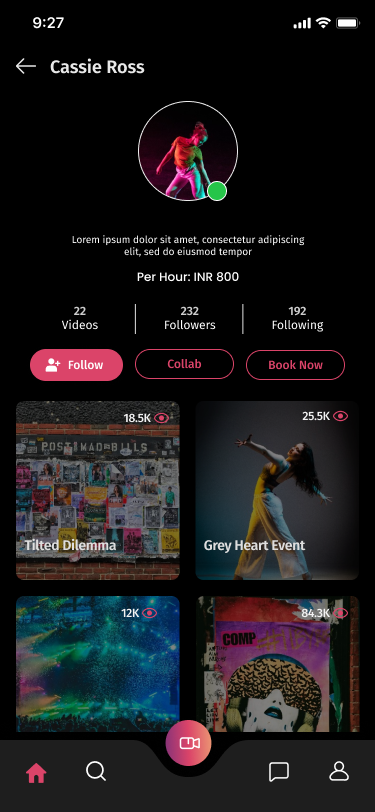 9:27
Cassie Ross
Lorem ipsum dolor sit amet, consectetur adipiscing
elit, sed do eiusmod tempor
Per Hour: INR 800
22
Videos
232
Followers
192
Following
Follow
Collab
Book Now
18.5K
POST NO BILLS
Tilted Dilemma
25.5K
Grey Heart Event
12K
84.3K
COMP